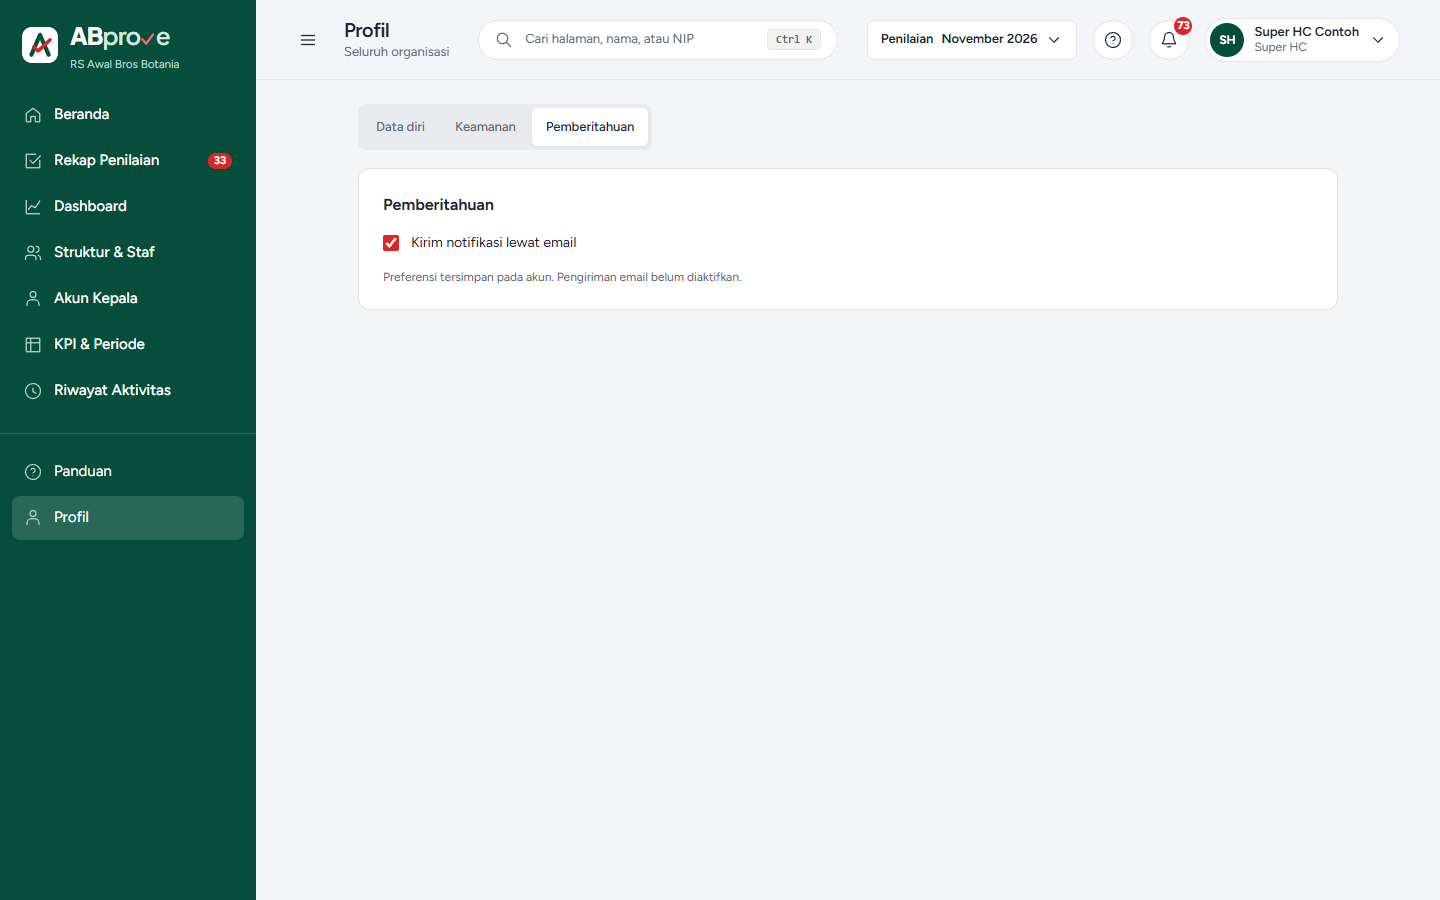 ABprove
RS Awal Bros Botania
Beranda
Rekap Penilaian 33
Dashboard
Struktur & Staf
Akun Kepala
KPI & Periode
Riwayat Aktivitas
Panduan
Profil
Profil
Seluruh organisasi
Cari halaman, nama, atau NIP Ctrl K
Penilaian November 2026
73
SH
Super HC Contoh
Super HC
Data diri Keamanan Pemberitahuan
Pemberitahuan
Kirim notifikasi lewat email
Preferensi tersimpan pada akun. Pengiriman email belum diaktifkan.